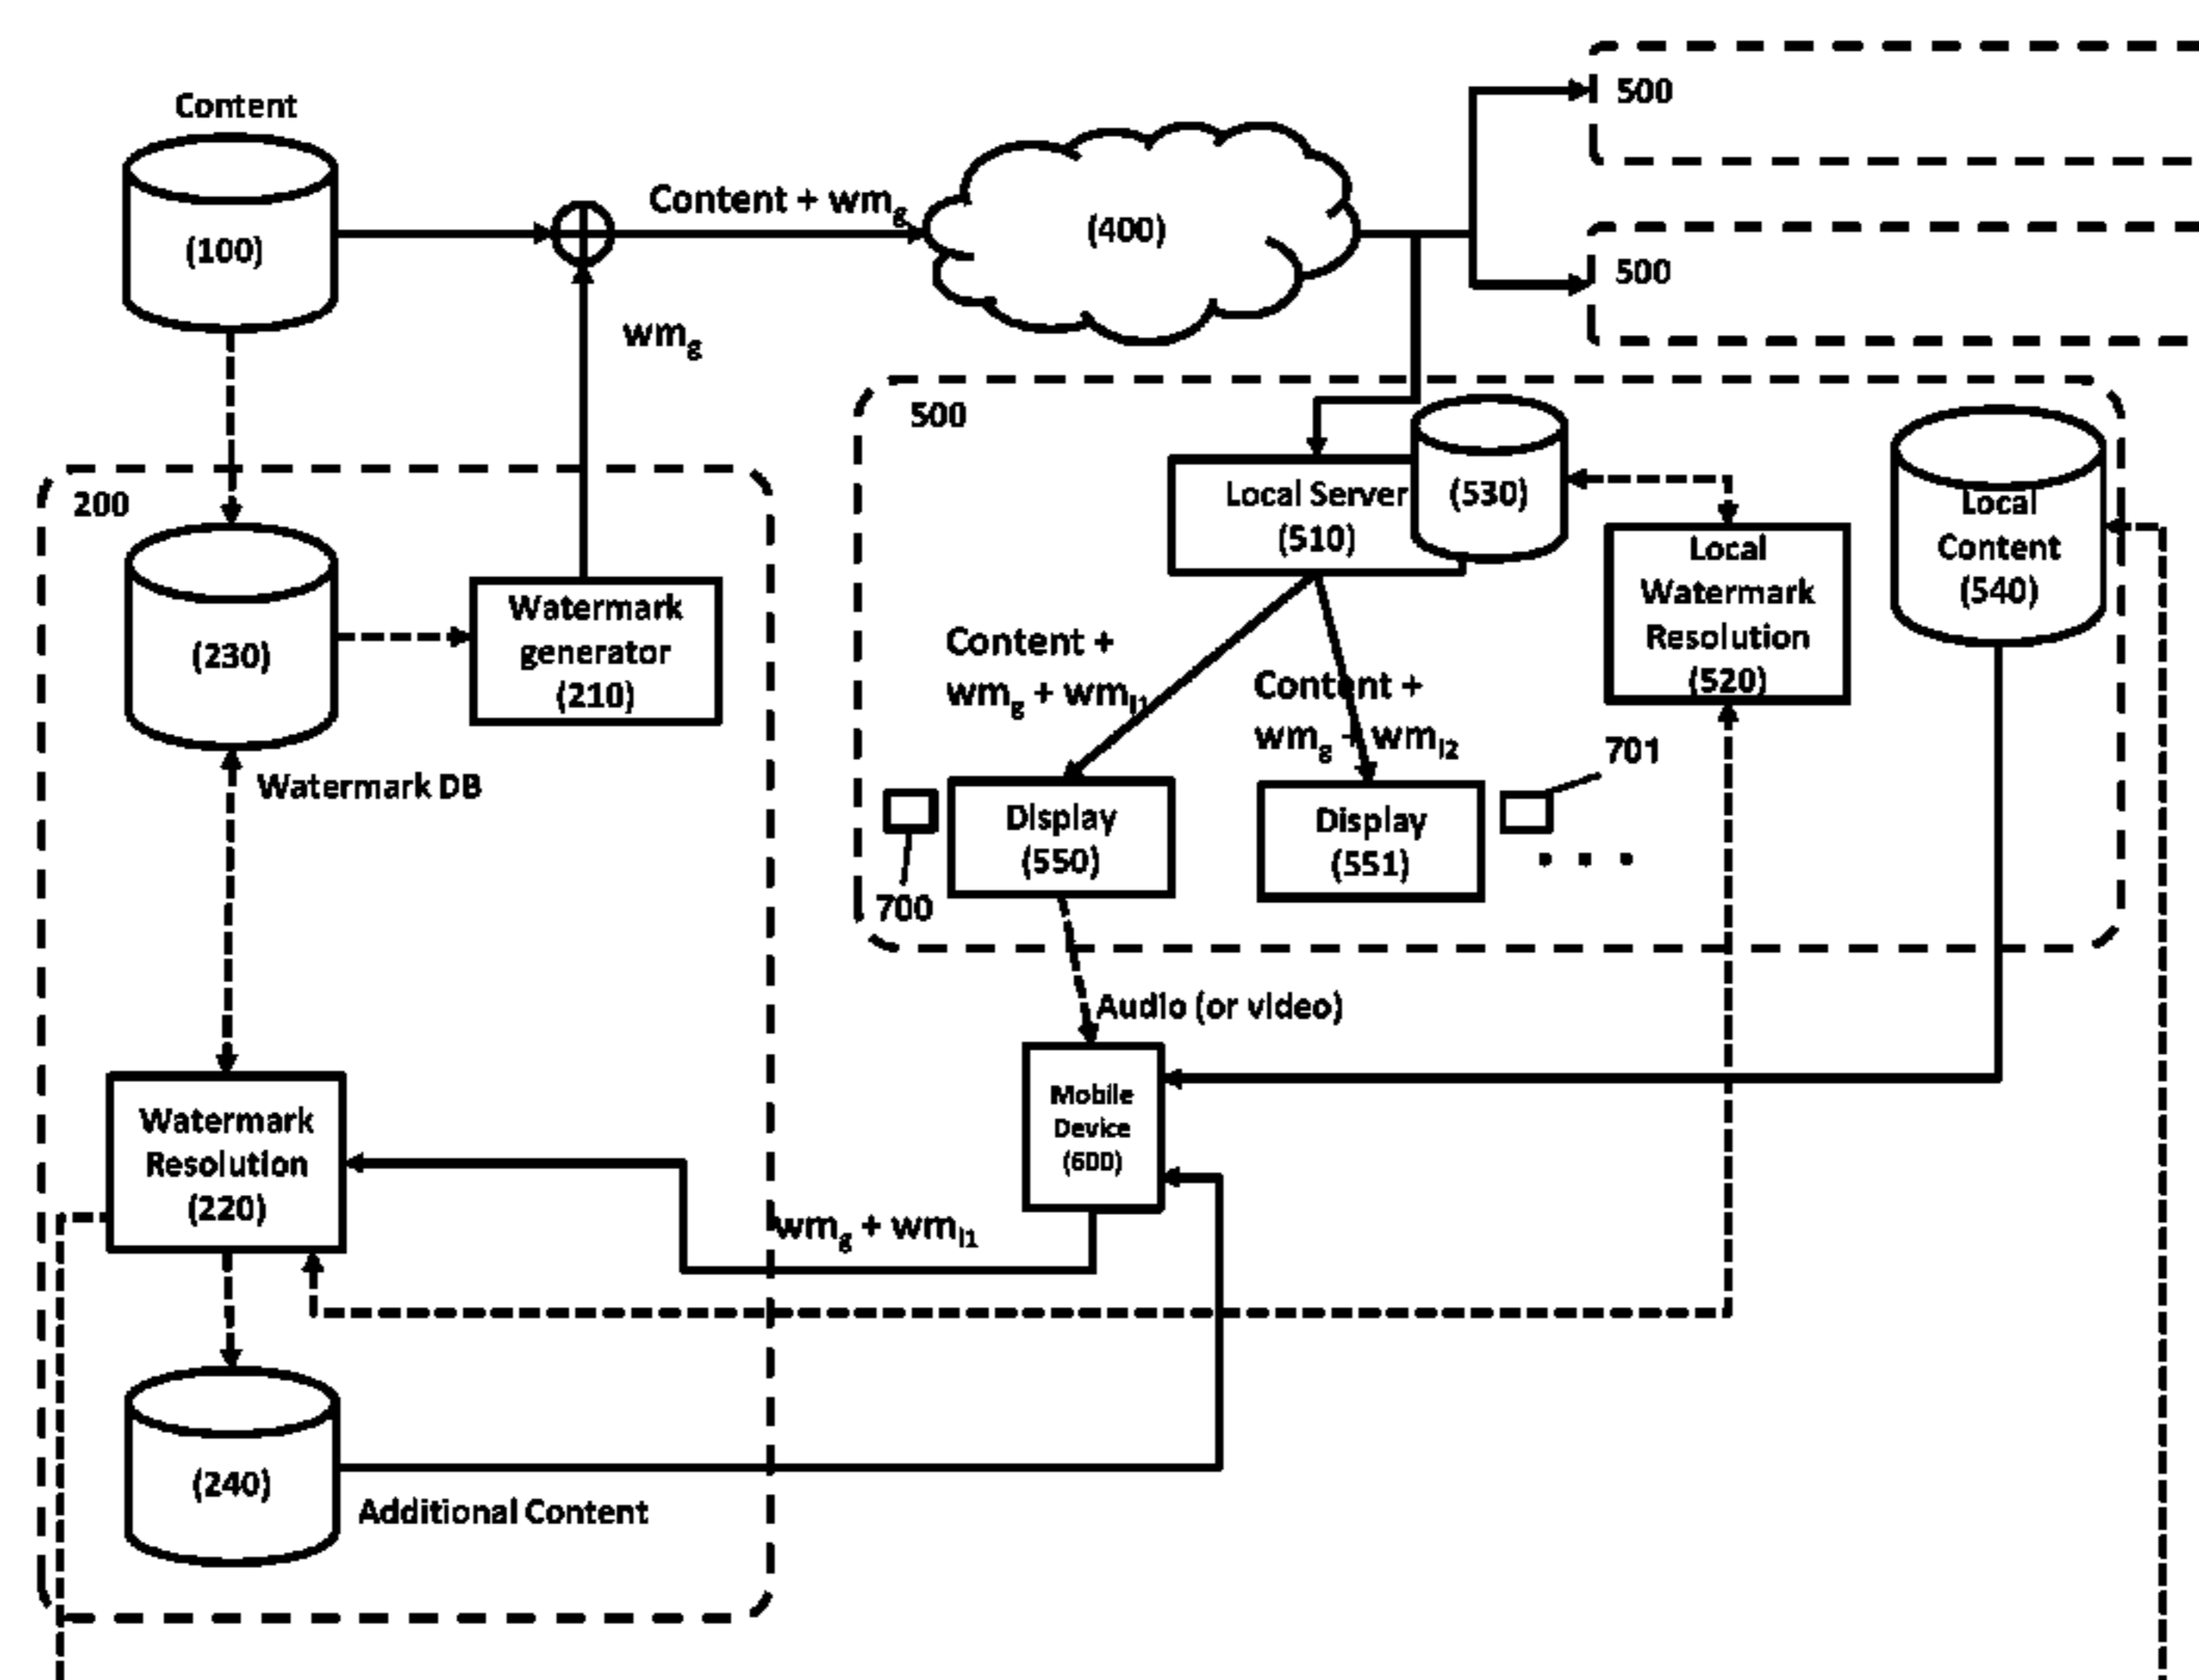 Content
(100)
Content + wmg
wmg
(400)
500
500
500
200
(230)
Watermark
generator
(210)
Watermark DB
Local Server
(510)
(530)
Local
Watermark
Resolution
(520)
Local
Content
(540)
Content +
wmg + wml1
Content +
wmg + wml2
701
700
Display
(550)
Display
(551)
. . .
Audio (or video)
Mobile
Device
(600)
Watermark
Resolution
(220)
wmg + wml1
(240)
Additional Content